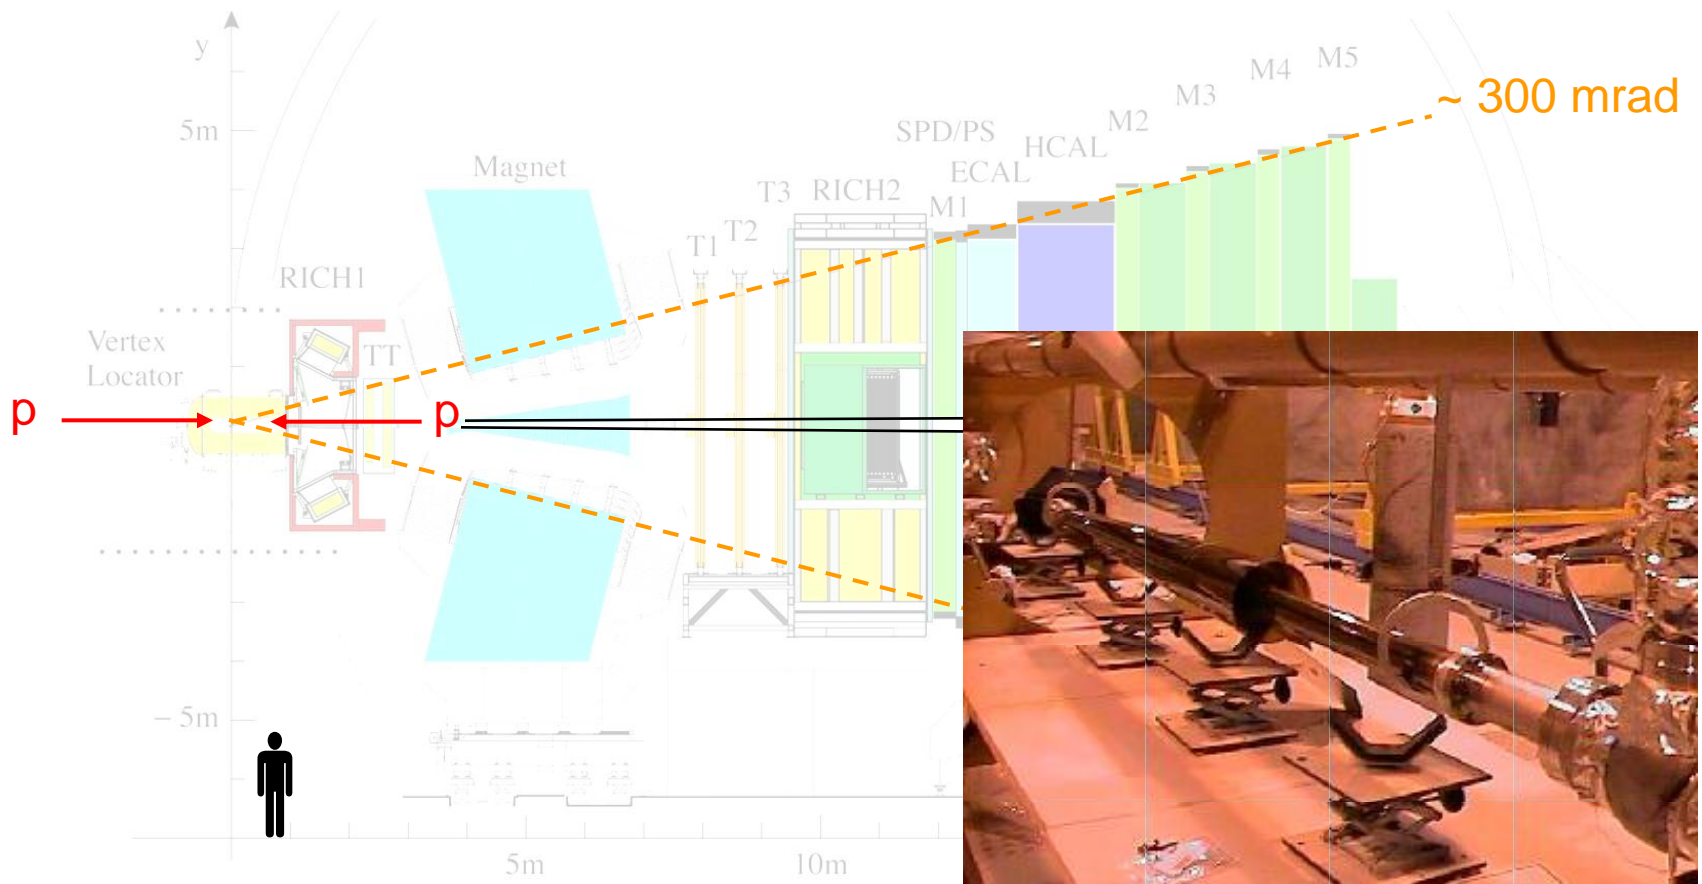 y
5m
Magnet
SPD/PS
ECAL
HCAL
M1
M2
M3
M4
M5
~ 300 mrad
T1
T2
T3
RICH2
RICH1
Vertex
Locator
TT
p
p
− 5m
5m
10m